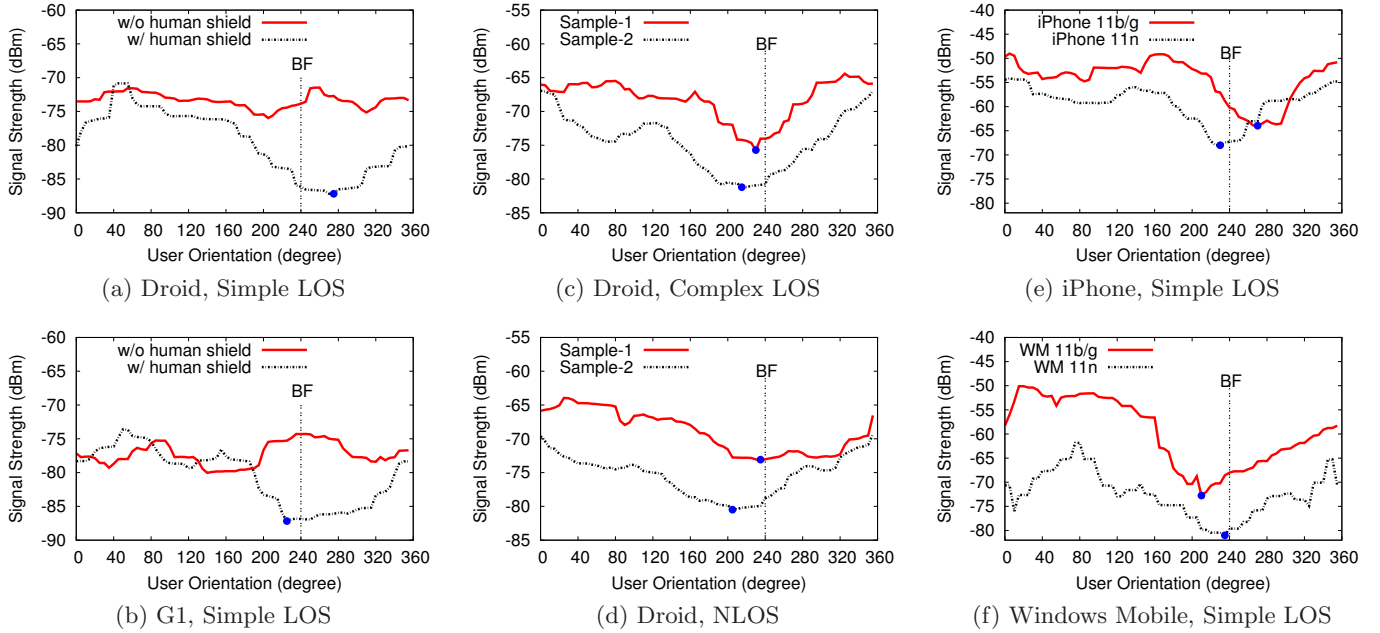 -60
-65
-70
-75
-80
-85
-90
Signal Strength (dBm)
w/o human shield
w/ human shield
BF
0 40 80 120 160 200 240 280 320 360
User Orientation (degree)
(a) Droid, Simple LOS
-55
-60
-65
-70
-75
-80
-85
Signal Strength (dBm)
Sample-1
Sample-2
BF
0 40 80 120 160 200 240 280 320 360
User Orientation (degree)
(c) Droid, Complex LOS
-40
-45
-50
-55
-60
-65
-70
-75
-80
Signal Strength (dBm)
iPhone 11b/g
iPhone 11n
BF
0 40 80 120 160 200 240 280 320 360
User Orientation (degree)
(e) iPhone, Simple LOS
-60
-65
-70
-75
-80
-85
-90
Signal Strength (dBm)
w/o human shield
w/ human shield
BF
0 40 80 120 160 200 240 280 320 360
User Orientation (degree)
(b) G1, Simple LOS
-55
-60
-65
-70
-75
-80
-85
Signal Strength (dBm)
Sample-1
Sample-2
BF
0 40 80 120 160 200 240 280 320 360
User Orientation (degree)
(d) Droid, NLOS
-40
-45
-50
-55
-60
-65
-70
-75
-80
Signal Strength (dBm)
WM 11b/g
WM 11n
BF
0 40 80 120 160 200 240 280 320 360
User Orientation (degree)
(f) Windows Mobile, Simple LOS